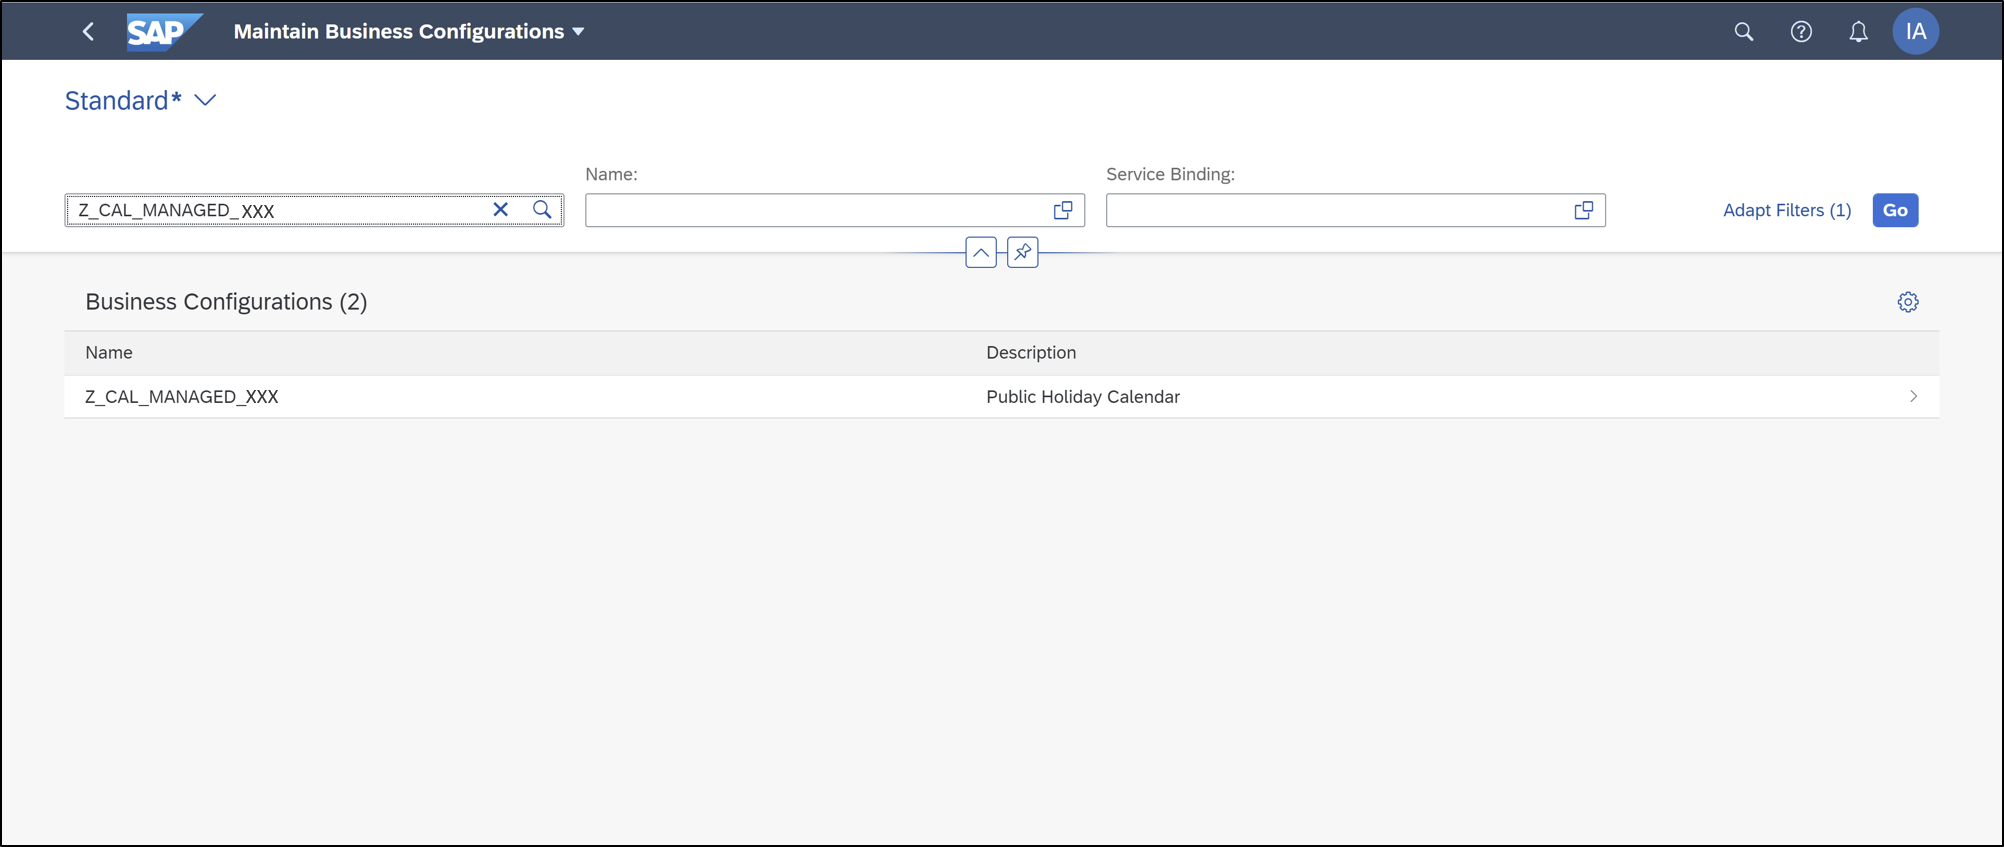 SAP Maintain Business Configurations IA
Standard*
Name: Service Binding:
Z_CAL_MANAGED_XXX Adapt Filters (1) Go
Business Configurations (2)
Name Description
Z_CAL_MANAGED_XXX Public Holiday Calendar